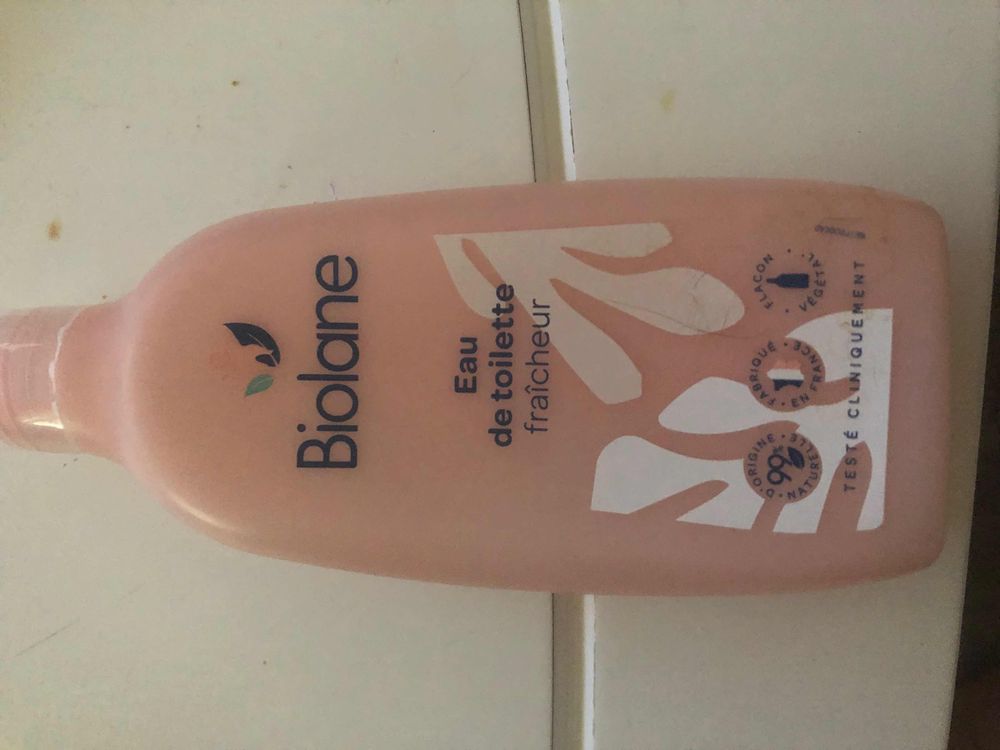 Biolane
Eau
de toilette
fraîcheur
99%
D'ORIGINE • NATURELLE •
FABRIQUÉ • EN FRANCE •
FLACON • VÉGÉTAL •
TESTÉ CLINIQUEMENT